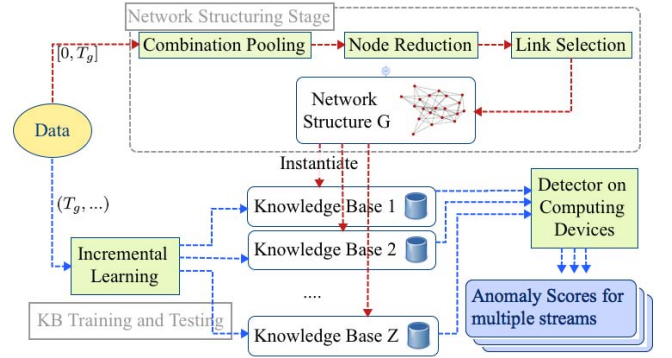 Network Structuring Stage
[0, T_g]
Combination Pooling
Node Reduction
Link Selection
Network
Structure G
Data
Instantiate
(T_g, ...)
Knowledge Base 1
Knowledge Base 2
....
Knowledge Base Z
Incremental
Learning
KB Training and Testing
Detector on
Computing
Devices
Anomaly Scores for
multiple streams